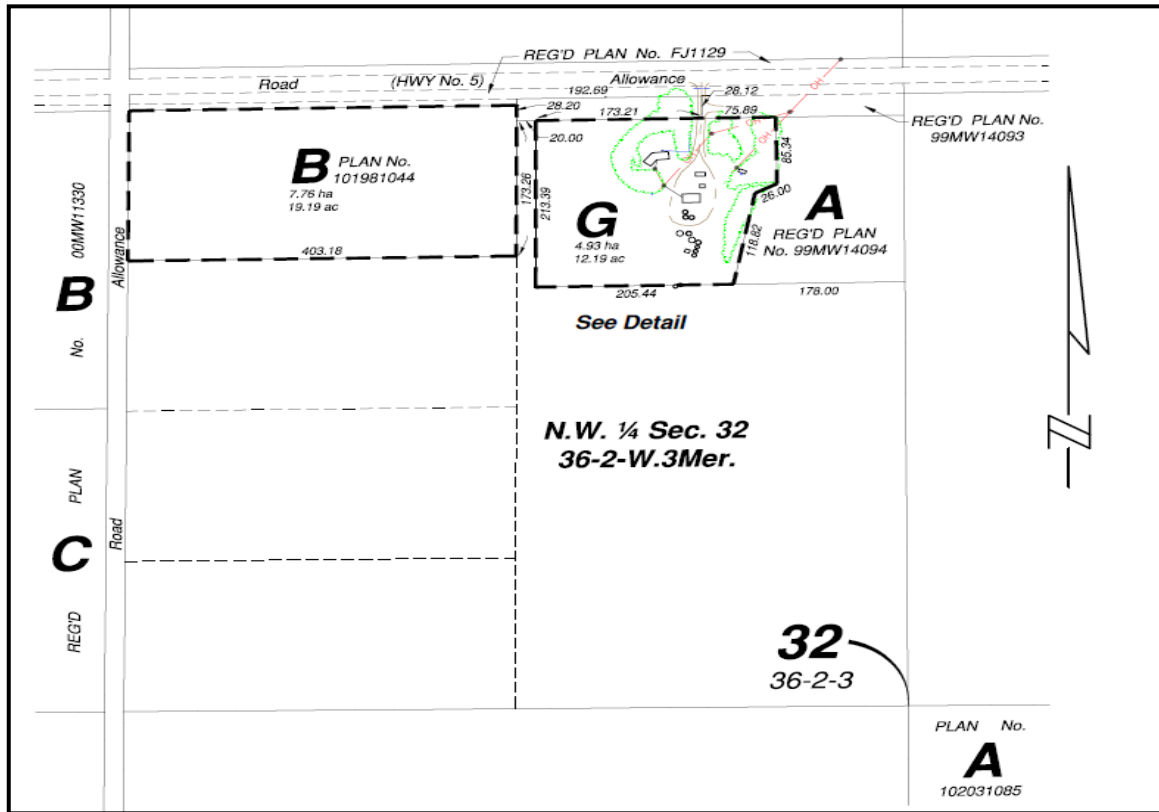 REG'D PLAN No. FJ1129
Road (HWY No. 5) Allowance
192.69
28.12
28.20
173.21
75.89
OH
OH
OH
REG'D PLAN No.
99MW14093
20.00
B
PLAN No.
101981044
7.76 ha
19.19 ac
403.18
173.26
213.39
85.34
26.00
118.82
G
4.93 ha
12.19 ac
A
REG'D PLAN
No. 99MW14094
205.44
178.00
See Detail
00MW11330
Allowance
B
No.
N.W. ¼ Sec. 32
36-2-W.3Mer.
PLAN
Road
C
REG'D
32
36-2-3
PLAN No.
A
102031085
N